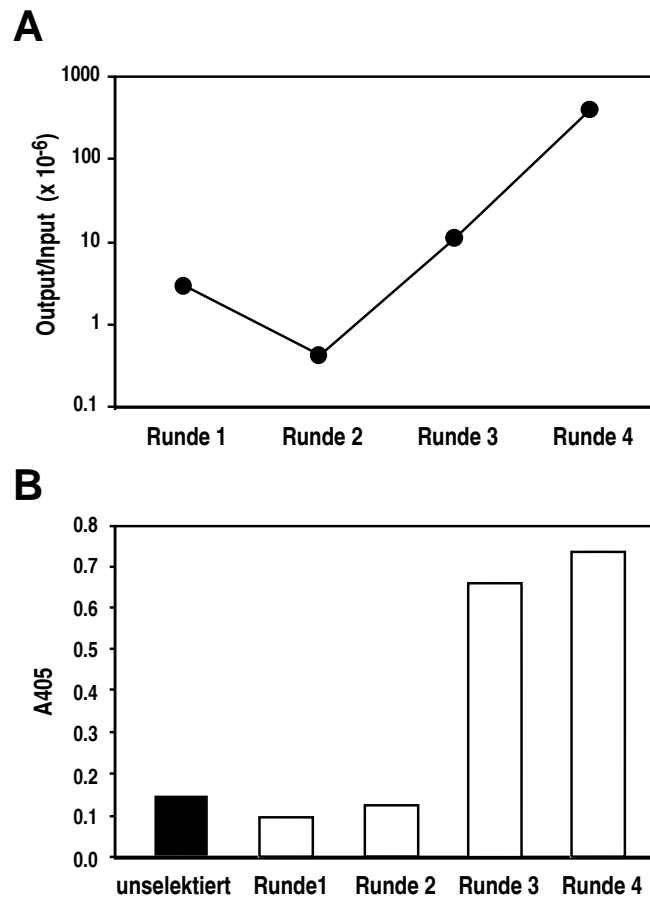 A
Output/Input (x 10⁻⁶)
1000
100
10
1
0.1
Runde 1 Runde 2 Runde 3 Runde 4
B
A405
0.8
0.7
0.6
0.5
0.4
0.3
0.2
0.1
0.0
unselektiert Runde1 Runde 2 Runde 3 Runde 4